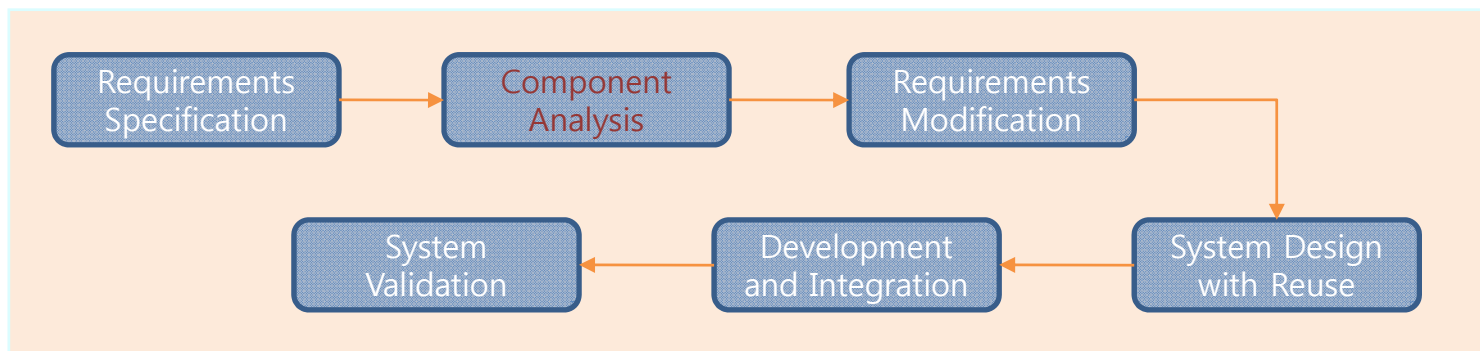 Requirements
Specification
Component
Analysis
Requirements
Modification
System Design
with Reuse
Development
and Integration
System
Validation